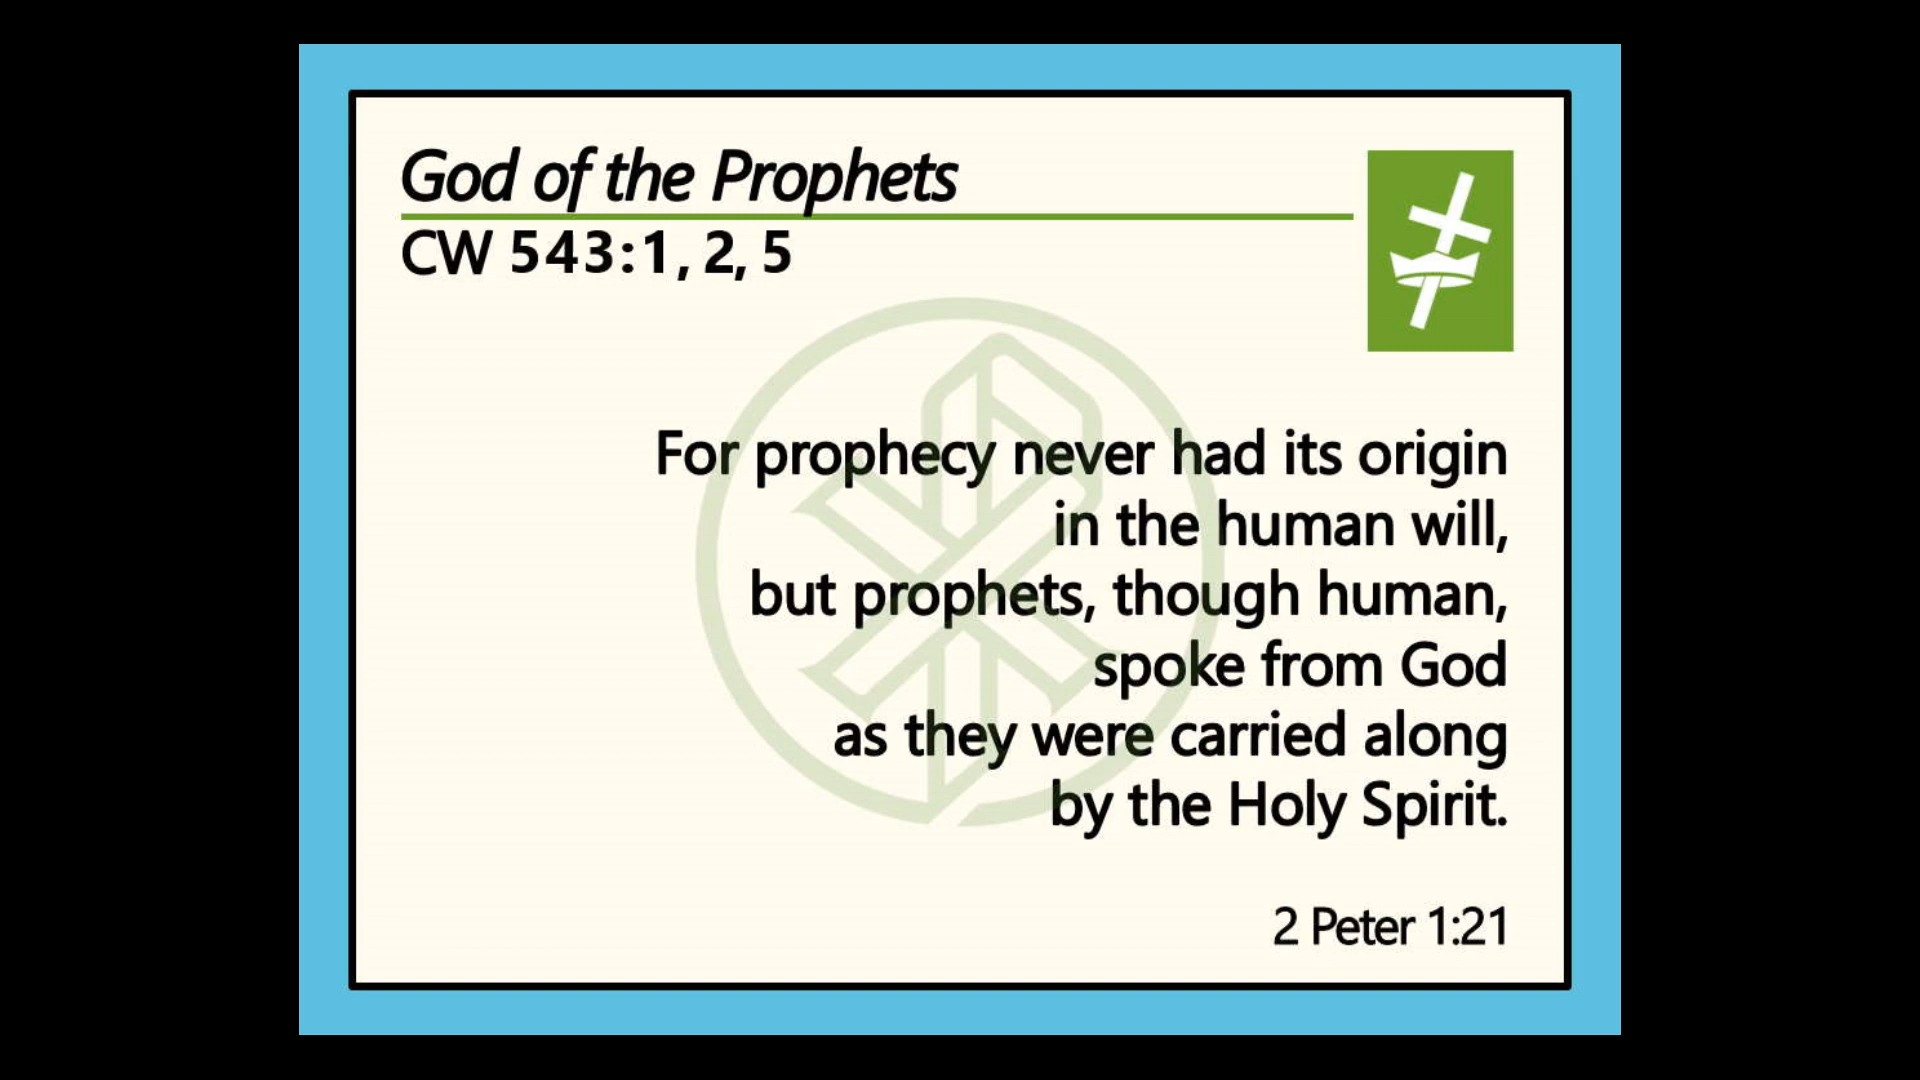 God of the Prophets
CW 543:1, 2, 5
For prophecy never had its origin
in the human will,
but prophets, though human,
spoke from God
as they were carried along
by the Holy Spirit.
2 Peter 1:21